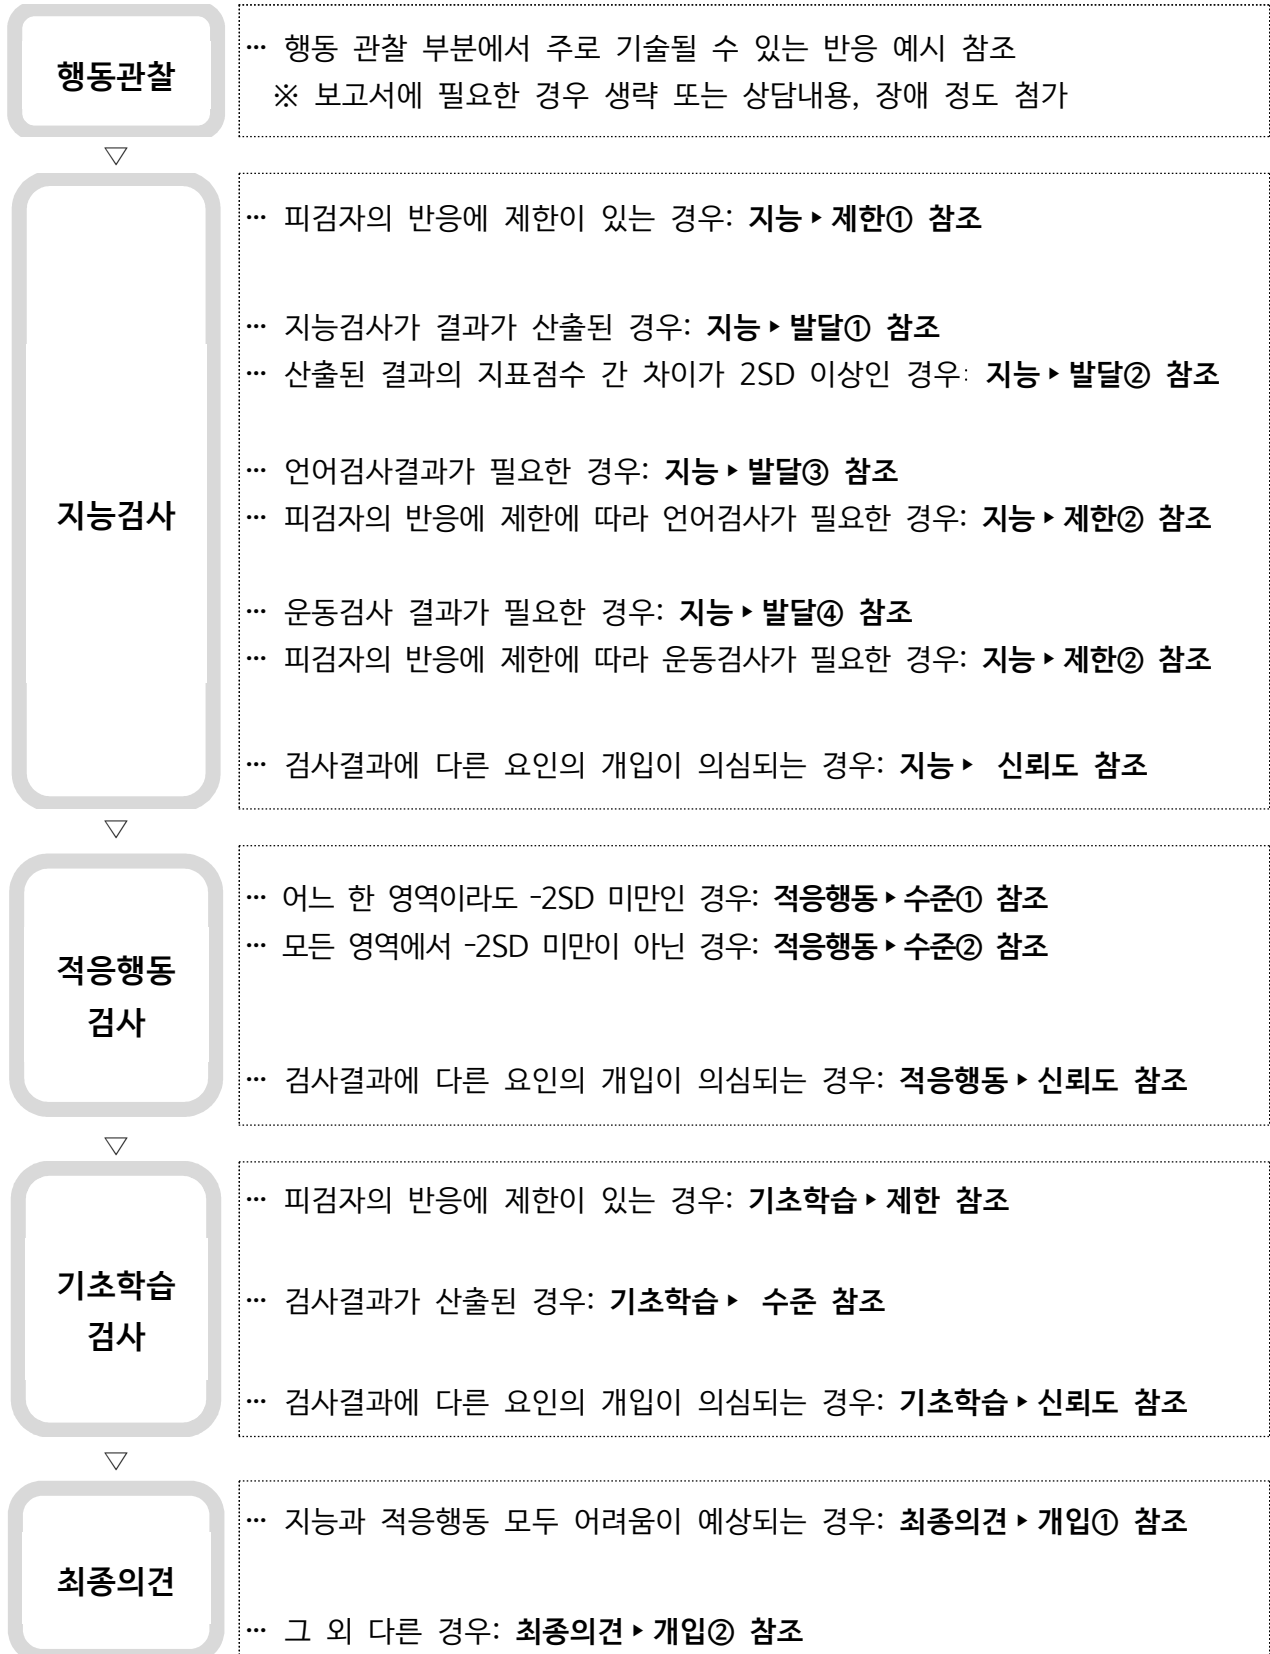 행동관찰
… 행동 관찰 부분에서 주로 기술될 수 있는 반응 예시 참조
※ 보고서에 필요한 경우 생략 또는 상담내용, 장애 정도 첨가
▽
지능검사
… 피검자의 반응에 제한이 있는 경우: 지능▸제한① 참조
… 지능검사가 결과가 산출된 경우: 지능▸발달① 참조
… 산출된 결과의 지표점수 간 차이가 2SD 이상인 경우: 지능▸발달② 참조
… 언어검사결과가 필요한 경우: 지능▸발달③ 참조
… 피검자의 반응에 제한에 따라 언어검사가 필요한 경우: 지능▸제한② 참조
… 운동검사 결과가 필요한 경우: 지능▸발달④ 참조
… 피검자의 반응에 제한에 따라 운동검사가 필요한 경우: 지능▸제한② 참조
… 검사결과에 다른 요인의 개입이 의심되는 경우: 지능▸ 신뢰도 참조
▽
적응행동
검사
… 어느 한 영역이라도 -2SD 미만인 경우: 적응행동▸수준① 참조
… 모든 영역에서 -2SD 미만이 아닌 경우: 적응행동▸수준② 참조
… 검사결과에 다른 요인의 개입이 의심되는 경우: 적응행동▸신뢰도 참조
▽
기초학습
검사
… 피검자의 반응에 제한이 있는 경우: 기초학습▸제한 참조
… 검사결과가 산출된 경우: 기초학습▸ 수준 참조
… 검사결과에 다른 요인의 개입이 의심되는 경우: 기초학습▸신뢰도 참조
▽
최종의견
… 지능과 적응행동 모두 어려움이 예상되는 경우: 최종의견▸개입① 참조
… 그 외 다른 경우: 최종의견▸개입② 참조